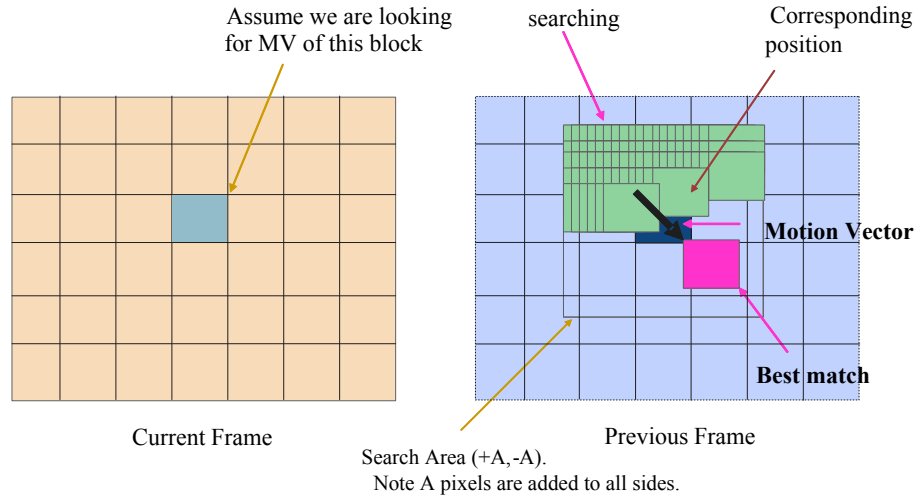 Assume we are looking
for MV of this block
searching
Corresponding
position
Motion Vector
Best match
Current Frame
Previous Frame
Search Area (+A,-A).
Note A pixels are added to all sides.